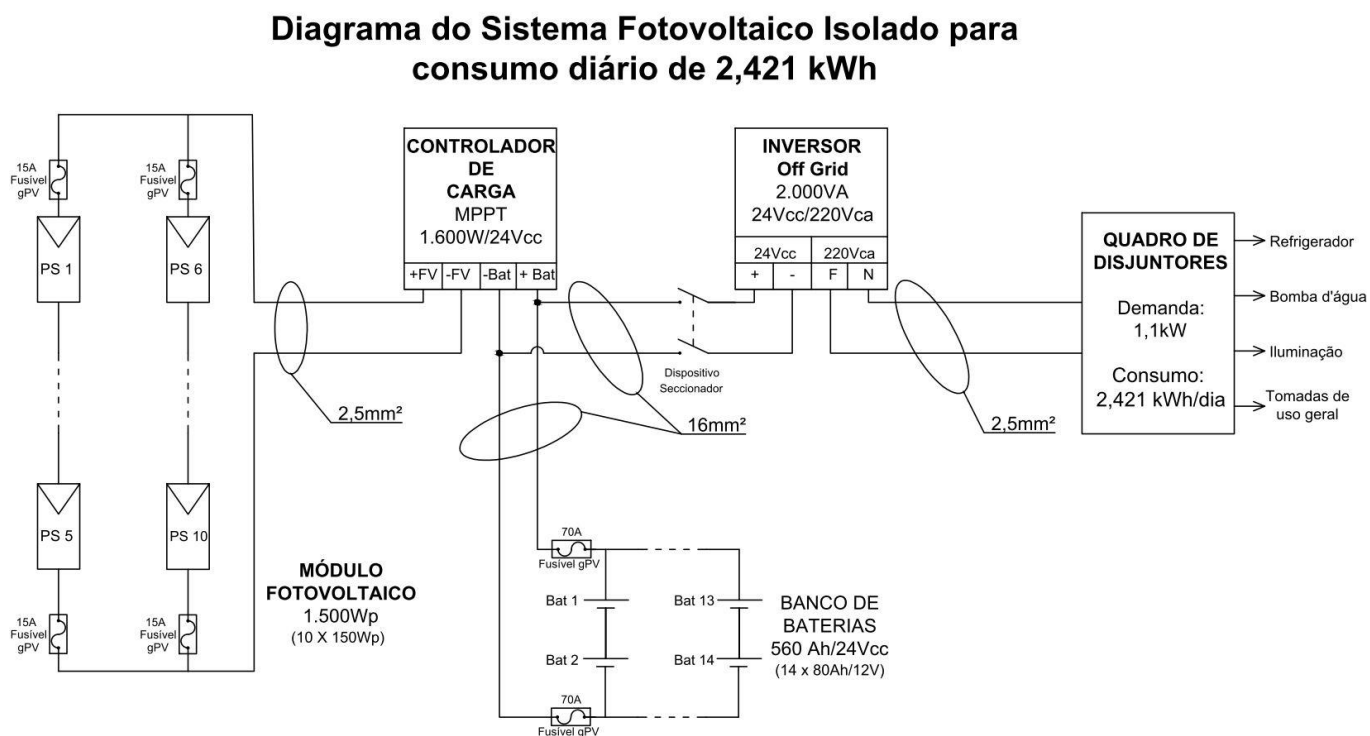 Diagrama do Sistema Fotovoltaico Isolado para
consumo diário de 2,421 kWh
15A
Fusível
gPV
15A
Fusível
gPV
PS 1
PS 6
PS 5
PS 10
15A
Fusível
gPV
15A
Fusível
gPV
MÓDULO
FOTOVOLTAICO
1.500Wp
(10 X 150Wp)
2,5mm²
CONTROLADOR
DE
CARGA
MPPT
1.600W/24Vcc
+FV
-FV
-Bat
+ Bat
Dispositivo
Seccionador
16mm²
INVERSOR
Off Grid
2.000VA
24Vcc/220Vca
24Vcc
220Vca
+
-
F
N
2,5mm²
QUADRO DE
DISJUNTORES
Demanda:
1,1kW
Consumo:
2,421 kWh/dia
Refrigerador
Bomba d'água
Iluminação
Tomadas de
uso geral
70A
Fusível gPV
Bat 1
Bat 13
Bat 2
Bat 14
70A
Fusível gPV
BANCO DE
BATERIAS
560 Ah/24Vcc
(14 x 80Ah/12V)